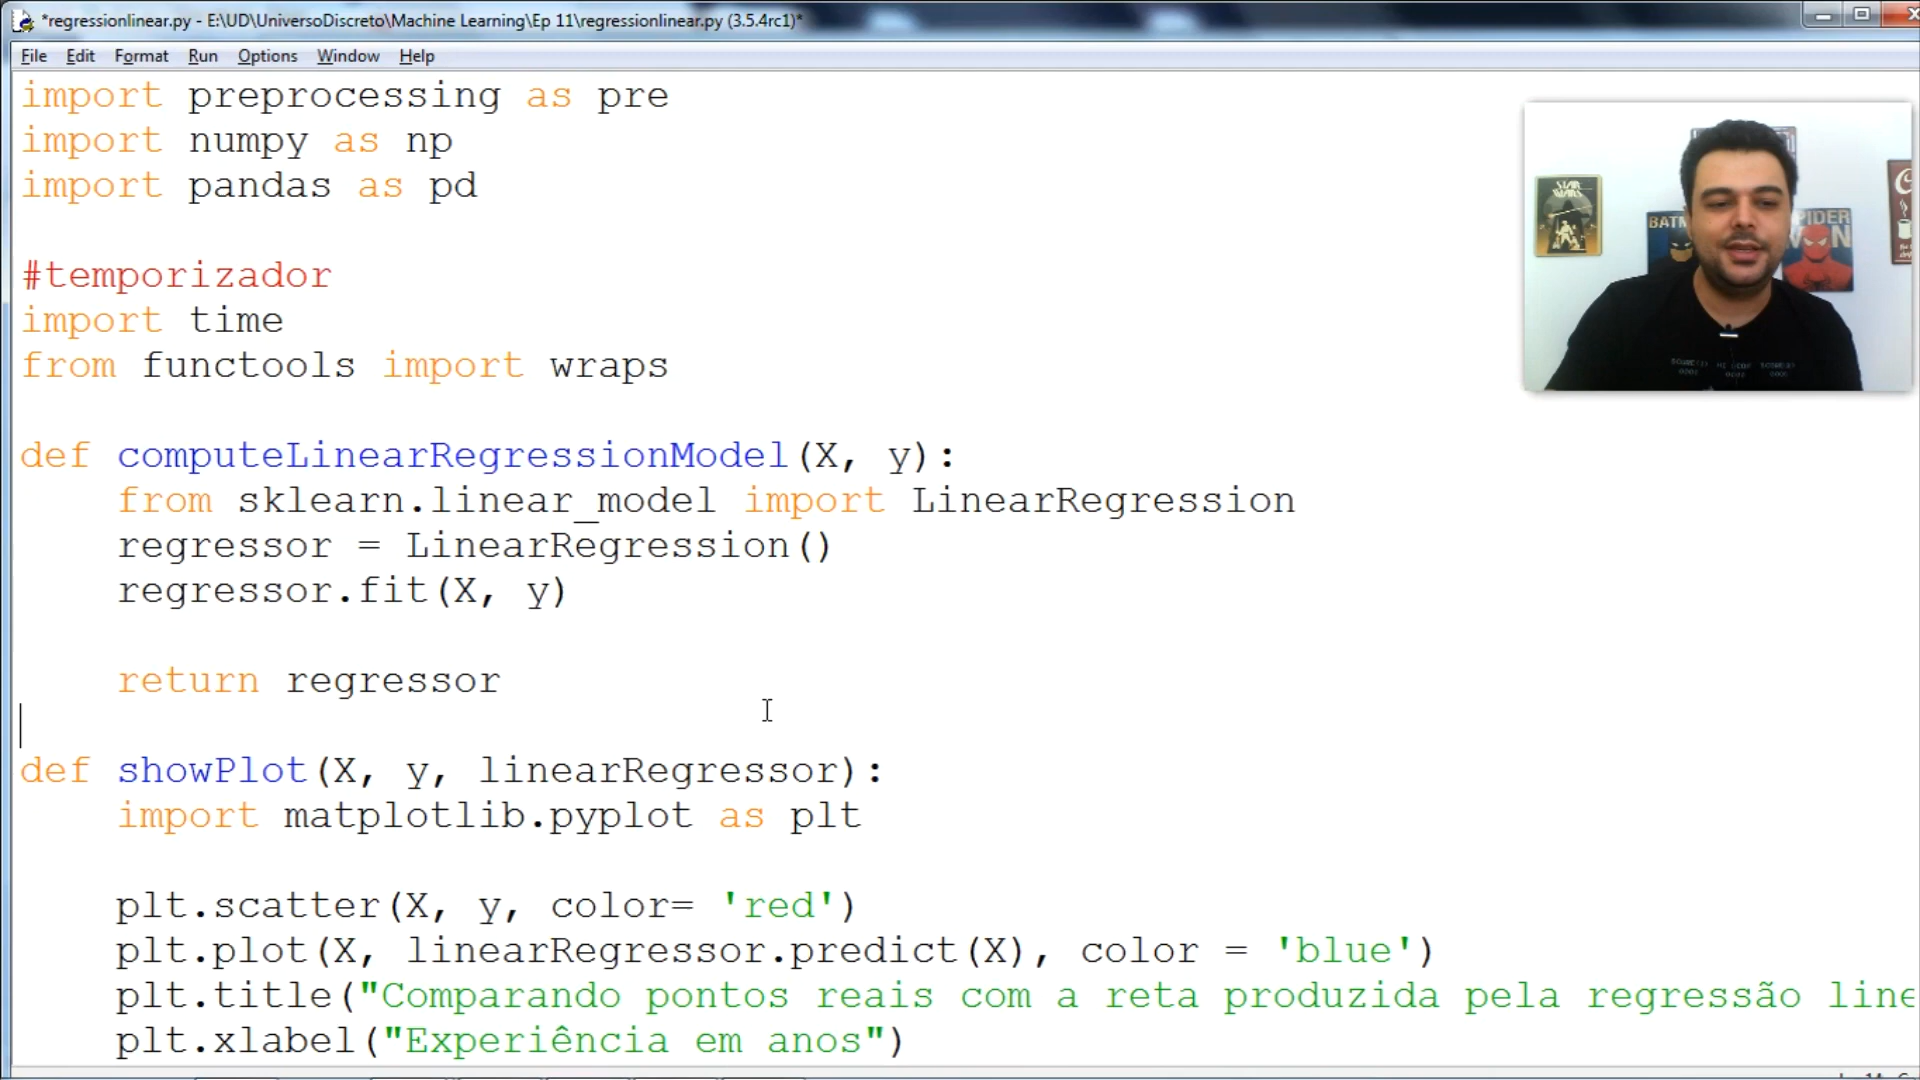 *regressionlinear.py - E:\UD\UniversoDiscreto\Machine Learning\Ep 11\regressionlinear.py (3.5.4rc1)*
File Edit Format Run Options Window Help
import preprocessing as pre
import numpy as np
import pandas as pd
#temporizador
import time
from functools import wraps
def computeLinearRegressionModel(X, y):
from sklearn.linear_model import LinearRegression
regressor = LinearRegression()
regressor.fit(X, y)
return regressor
def showPlot(X, y, linearRegressor):
import matplotlib.pyplot as plt
plt.scatter(X, y, color= 'red')
plt.plot(X, linearRegressor.predict(X), color = 'blue')
plt.title("Comparando pontos reais com a reta produzida pela regressão line
plt.xlabel("Experiência em anos")
STAR
WARS
BATM
SPIDER